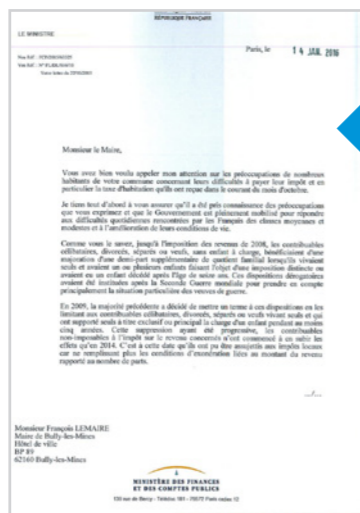 RÉPUBLIQUE FRANÇAISE
LE MINISTRE
Paris, le 14 JAN. 2016
Monsieur le Maire,
Vous avez bien voulu appeler mon attention sur les préoccupations de nombreux
habitants de votre commune concernant leurs difficultés à payer leur impôt et en
particulier la taxe d'habitation qu'ils ont reçue dans le courant du mois d'octobre.
Je tiens tout d'abord à vous assurer qu'il a été pris connaissance des préoccupations
que vous exprimez et que le Gouvernement est pleinement mobilisé pour répondre
aux difficultés quotidiennes rencontrées par les Français des classes moyennes et
modestes et à l'amélioration de leurs conditions de vie.
Comme vous le savez, jusqu'à l'imposition des revenus de 2008, les contribuables
célibataires, divorcés, séparés ou veufs, sans enfant à charge, bénéficiaient d'une
majoration d'une demi-part supplémentaire de quotient familial lorsqu'ils vivaient
seuls et avaient un ou plusieurs enfants faisant l'objet d'une imposition distincte ou
avaient eu un enfant décédé après l'âge de seize ans. Ces dispositions dérogatoires
avaient été instituées après la Seconde Guerre mondiale pour prendre en compte
principalement la situation particulière des veuves de guerre.
En 2009, la majorité précédente a décidé de mettre un terme à ces dispositions en les
limitant aux contribuables célibataires, divorcés, séparés ou veufs vivant seuls et qui
ont supporté seuls à titre exclusif ou principal la charge d'un enfant pendant au moins
cinq années. Cette suppression ayant été progressive, les contribuables
non-imposables à l'impôt sur le revenu concernés n'ont commencé à en subir les
effets qu'en 2014. C'est à cette date qu'ils ont pu être assujettis aux impôts locaux
car ne remplissant plus les conditions d'exonération liées au montant du revenu
rapporté au nombre de parts.
.../...
Monsieur François LEMAIRE
Maire de Bully-les-Mines
Hôtel de ville
BP 89
62160 Bully-les-Mines
MINISTÈRE DES FINANCES
ET DES COMPTES PUBLICS
139 rue de Bercy - Télédoc 151 - 75572 Paris cedex 12